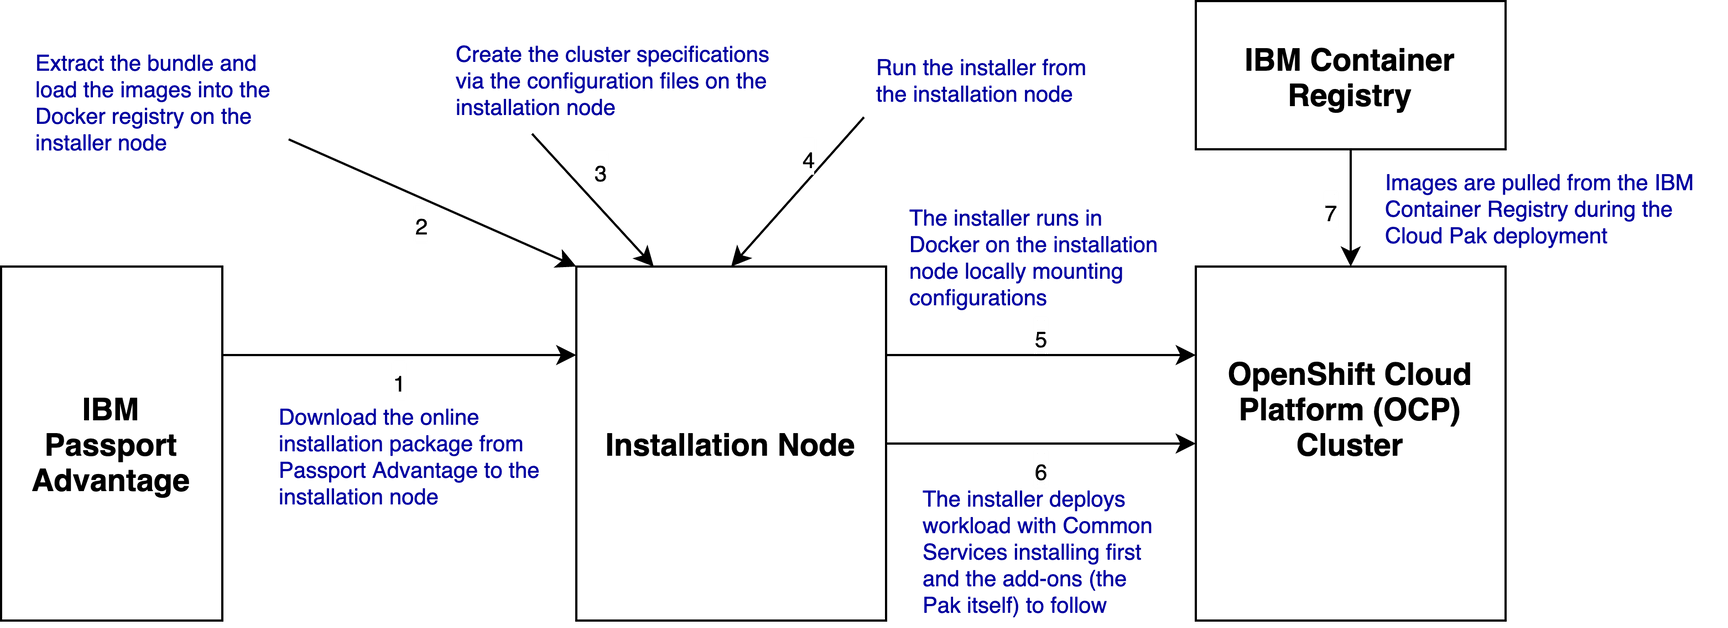 Extract the bundle and
load the images into the
Docker registry on the
installer node
2
Create the cluster specifications
via the configuration files on the
installation node
3
Run the installer from
the installation node
4
IBM Container
Registry
7
Images are pulled from the IBM
Container Registry during the
Cloud Pak deployment
IBM
Passport
Advantage
1
Download the online
installation package from
Passport Advantage to the
installation node
Installation Node
The installer runs in
Docker on the installation
node locally mounting
configurations
5
6
The installer deploys
workload with Common
Services installing first
and the add-ons (the
Pak itself) to follow
OpenShift Cloud
Platform (OCP)
Cluster